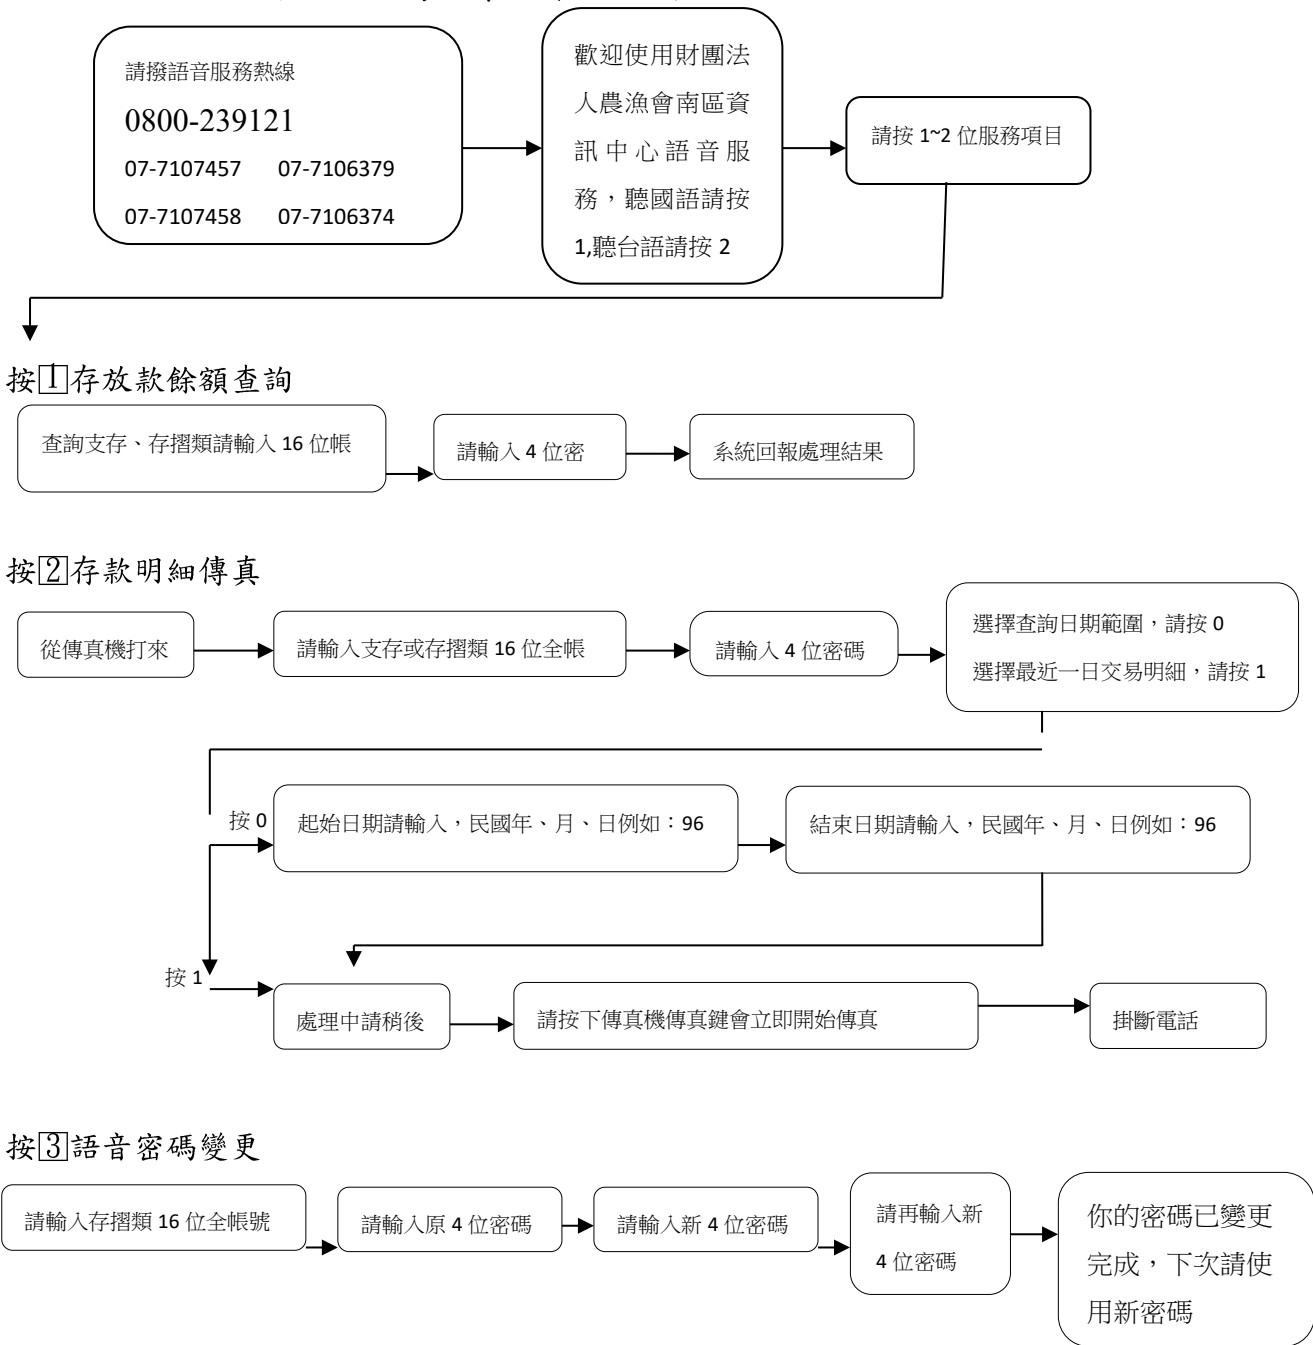 請撥語音服務熱線
0800-239121
07-7107457 07-7106379
07-7107458 07-7106374
歡迎使用財團法
人農漁會南區資
訊中心語音服
務，聽國語請按
1,聽台語請按 2
請按 1~2 位服務項目
按1存放款餘額查詢
查詢支存、存摺類請輸入 16 位帳
請輸入 4 位密
系統回報處理結果
按2存款明細傳真
從傳真機打來
請輸入支存或存摺類 16 位全帳
請輸入 4 位密碼
選擇查詢日期範圍，請按 0
選擇最近一日交易明細，請按 1
按 0
起始日期請輸入，民國年、月、日例如：96
結束日期請輸入，民國年、月、日例如：96
按 1
處理中請稍後
請按下傳真機傳真鍵會立即開始傳真
掛斷電話
按3語音密碼變更
請輸入存摺類 16 位全帳號
請輸入原 4 位密碼
請輸入新 4 位密碼
請再輸入新
4 位密碼
你的密碼已變更
完成，下次請使
用新密碼